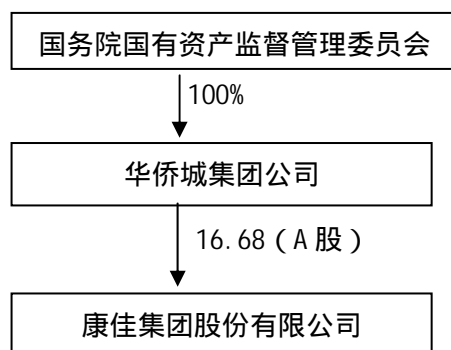 国务院国有资产监督管理委员会
100%
华侨城集团公司
16.68（A 股）
康佳集团股份有限公司